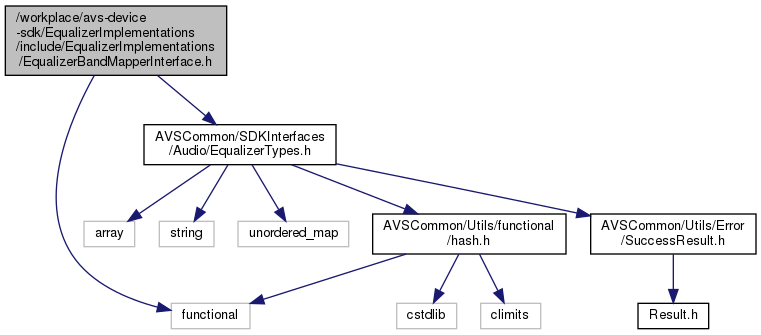 /workplace/avs-device
-sdk/EqualizerImplementations
/include/EqualizerImplementations
/EqualizerBandMapperInterface.h
AVSCommon/SDKInterfaces
/Audio/EqualizerTypes.h
array
string
unordered_map
AVSCommon/Utils/functional
/hash.h
AVSCommon/Utils/Error
/SuccessResult.h
functional
cstdlib
climits
Result.h